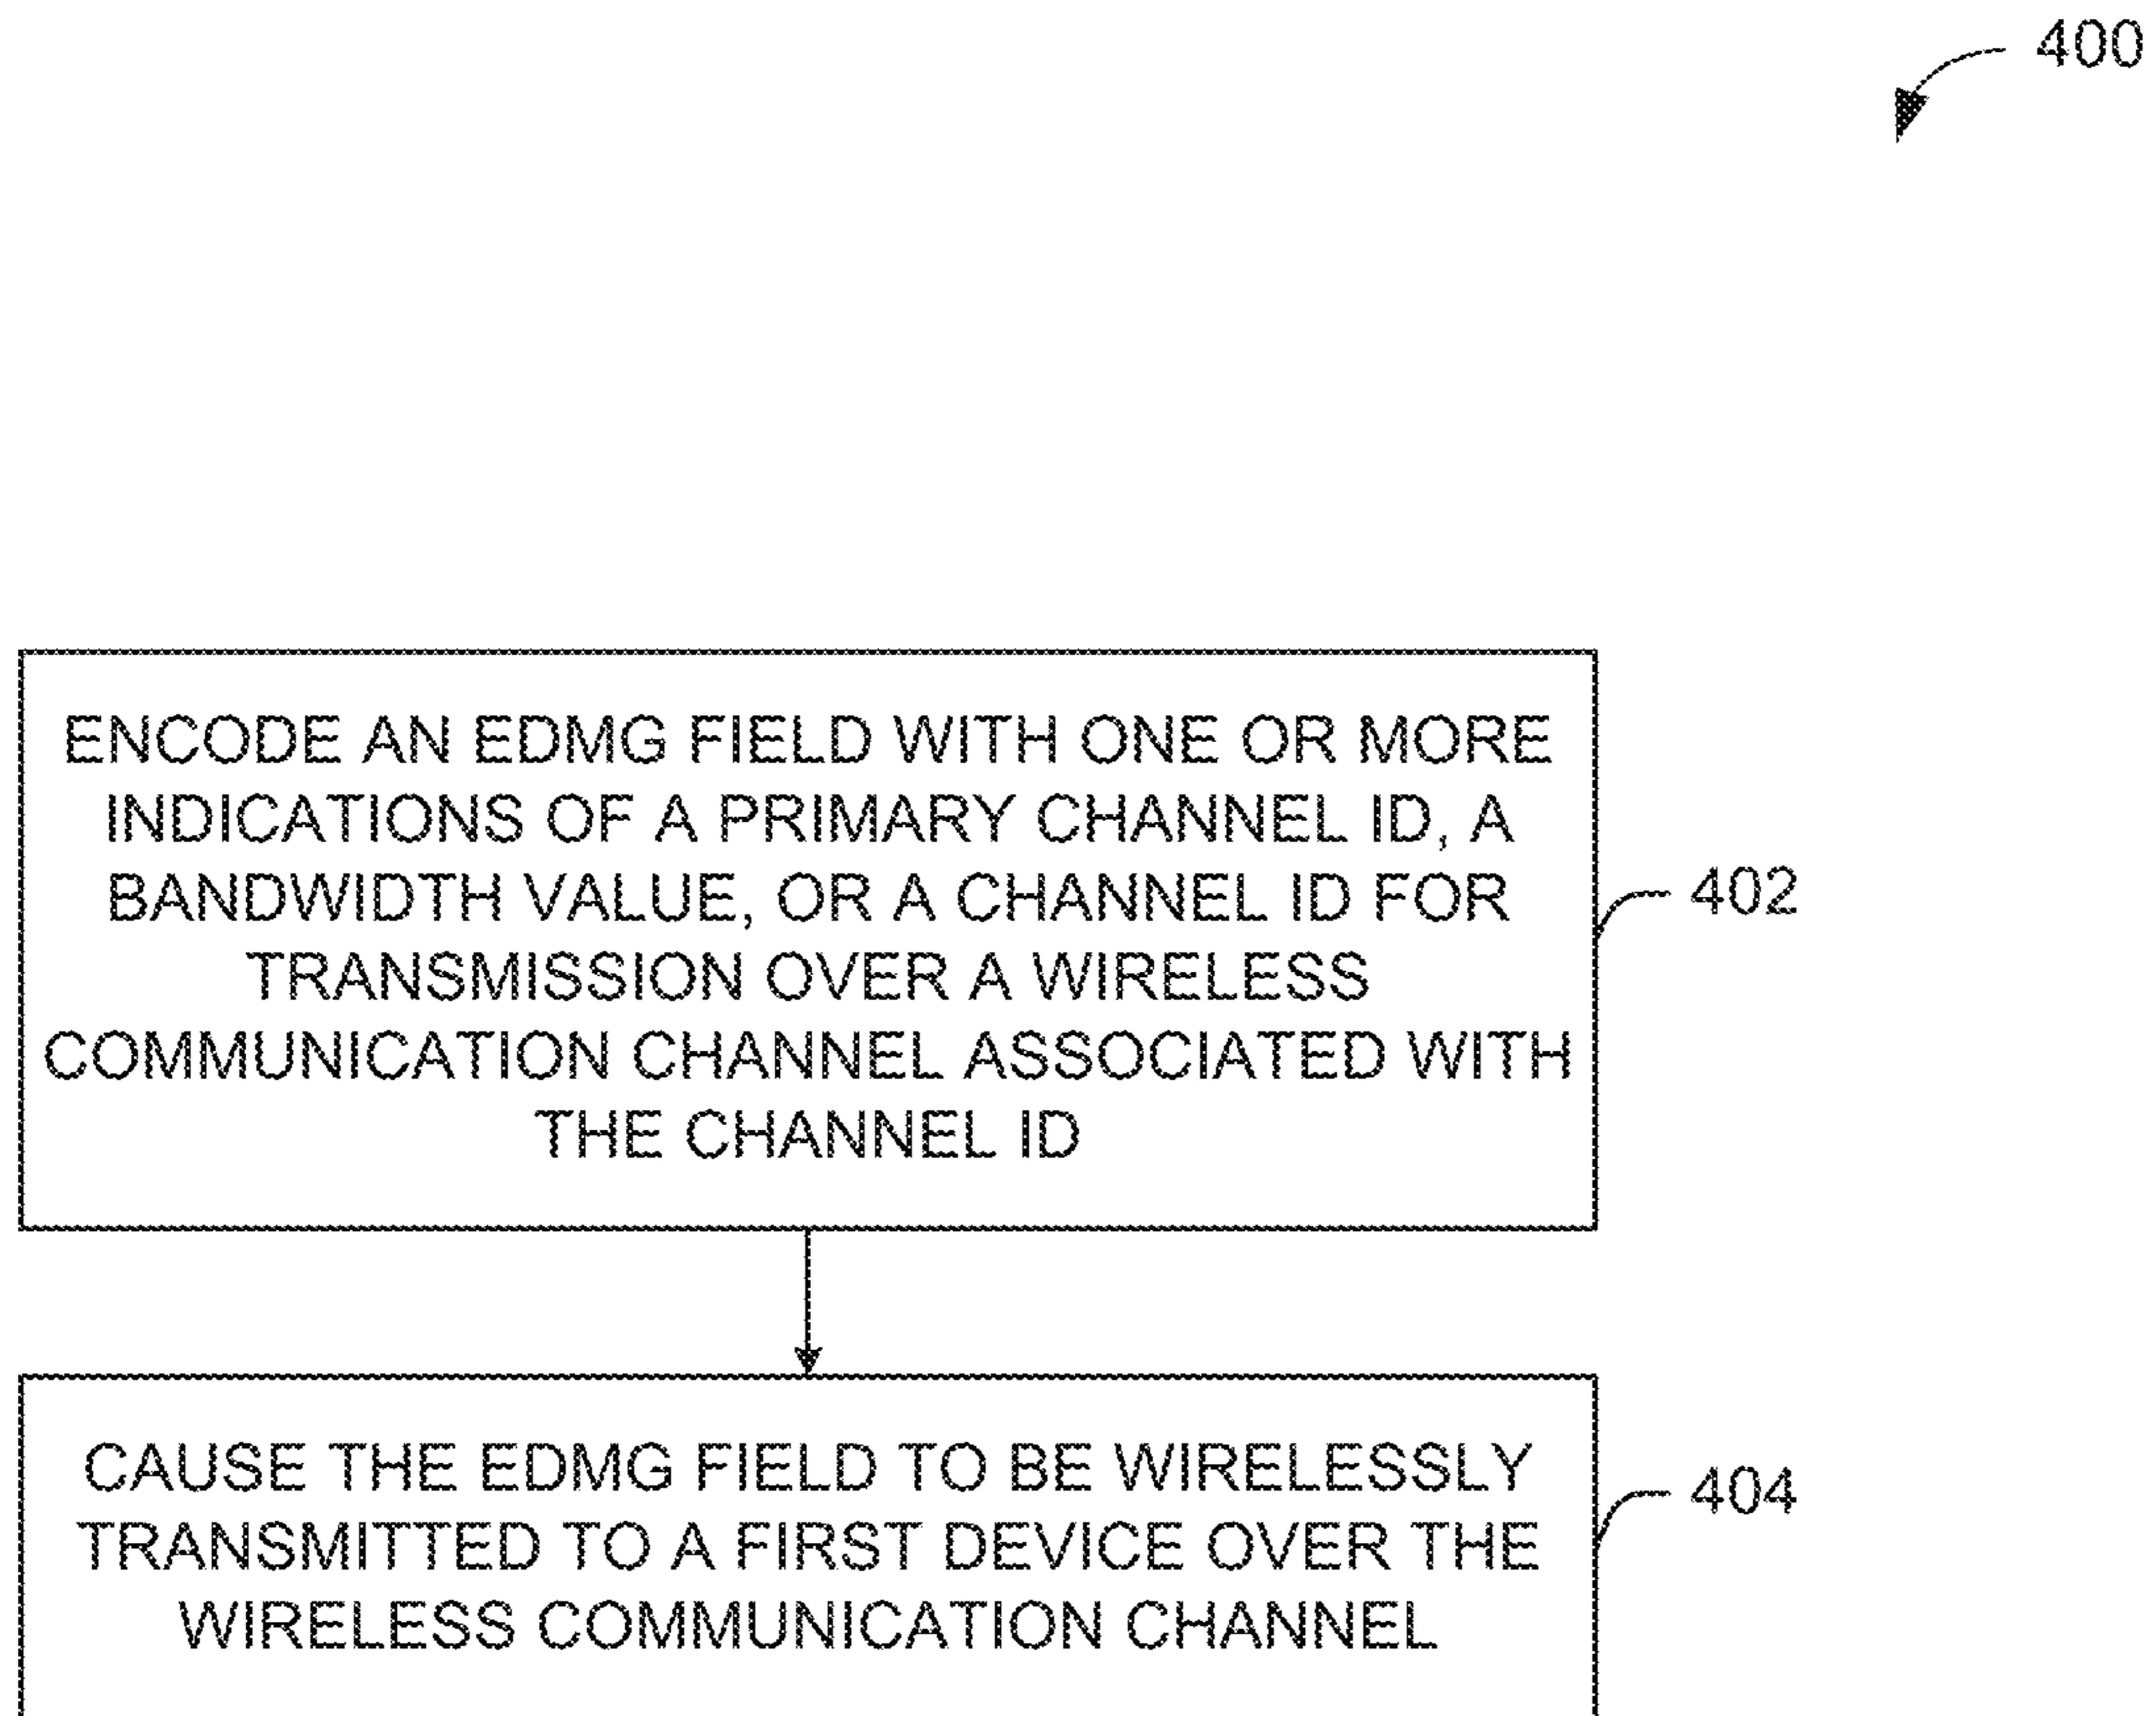 400
ENCODE AN EDMG FIELD WITH ONE OR MORE
INDICATIONS OF A PRIMARY CHANNEL ID, A
BANDWIDTH VALUE, OR A CHANNEL ID FOR
TRANSMISSION OVER A WIRELESS
COMMUNICATION CHANNEL ASSOCIATED WITH
THE CHANNEL ID
402
CAUSE THE EDMG FIELD TO BE WIRELESSLY
TRANSMITTED TO A FIRST DEVICE OVER THE
WIRELESS COMMUNICATION CHANNEL
404